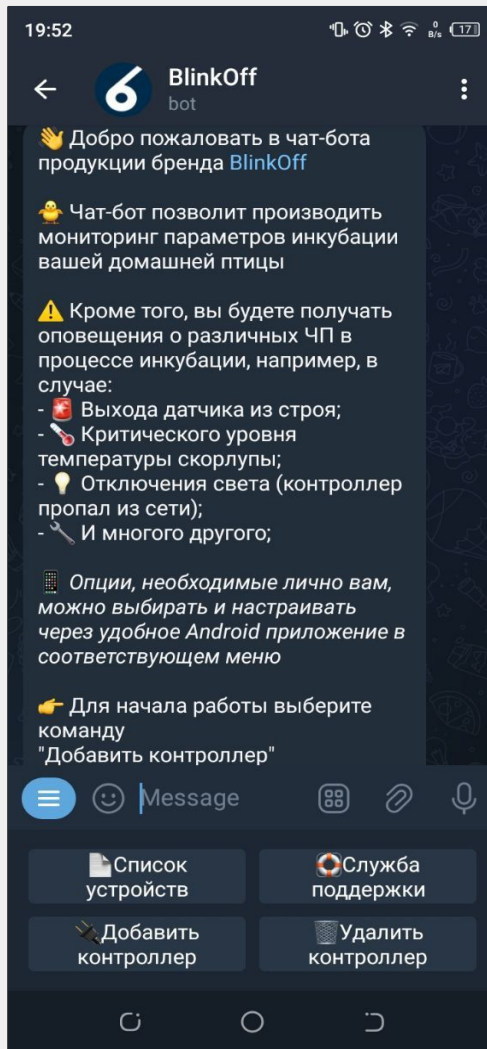 19:52
0 B/s 17
BlinkOff
bot
👋 Добро пожаловать в чат-бота
продукции бренда BlinkOff
🐥 Чат-бот позволит производить
мониторинг параметров инкубации
вашей домашней птицы
⚠️ Кроме того, вы будете получать
оповещения о различных ЧП в
процессе инкубации, например, в
случае:
- 🚨 Выхода датчика из строя;
- 🌡️ Критического уровня
температуры скорлупы;
- 💡 Отключения света (контроллер
пропал из сети);
- 🔧 И многого другого;
📱 Опции, необходимые лично вам,
можно выбирать и настраивать
через удобное Android приложение в
соответствующем меню
👉 Для начала работы выберите
команду
"Добавить контроллер"
Message
📄Список
устройств
🛟Служба
поддержки
🔌Добавить
контроллер
🗑️Удалить
контроллер